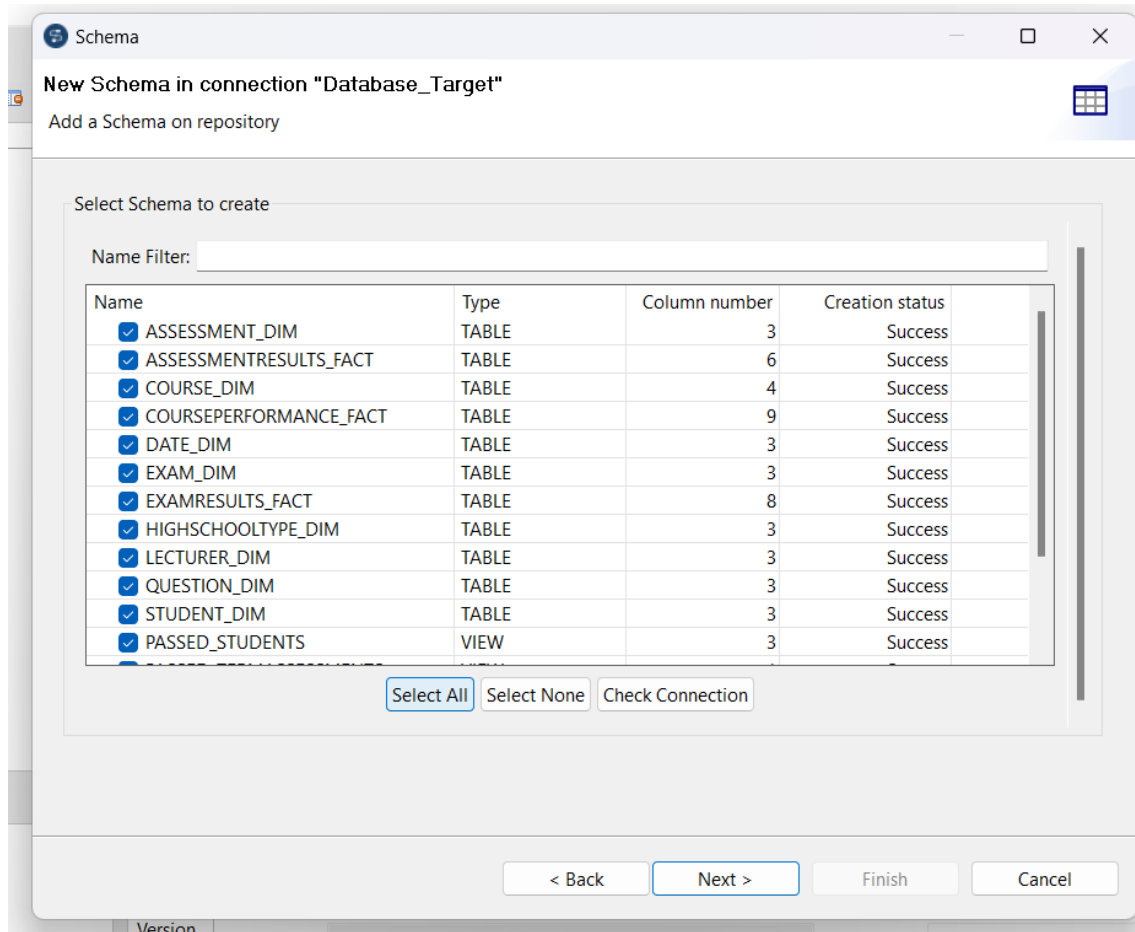 Schema
New Schema in connection "Database_Target"
Add a Schema on repository
Select Schema to create
Name Filter:
Name Type Column number Creation status
ASSESSMENT_DIM TABLE 3 Success
ASSESSMENTRESULTS_FACT TABLE 6 Success
COURSE_DIM TABLE 4 Success
COURSEPERFORMANCE_FACT TABLE 9 Success
DATE_DIM TABLE 3 Success
EXAM_DIM TABLE 3 Success
EXAMRESULTS_FACT TABLE 8 Success
HIGHSCHOOLTYPE_DIM TABLE 3 Success
LECTURER_DIM TABLE 3 Success
QUESTION_DIM TABLE 3 Success
STUDENT_DIM TABLE 3 Success
PASSED_STUDENTS VIEW 3 Success
Select All Select None Check Connection
< Back Next > Finish Cancel
Version